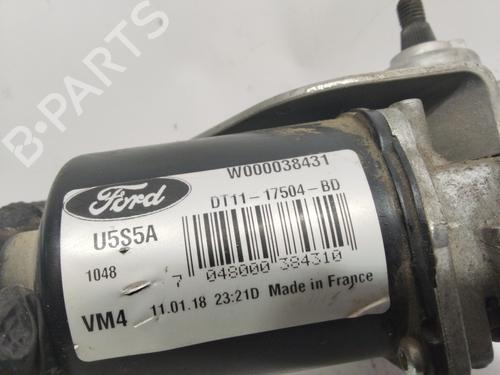 B-PARTS
W000038431
Ford
DT11-17504-BD
U5S5A
1048
7 048000 384310
VM4 11.01.18 23:21D Made in France